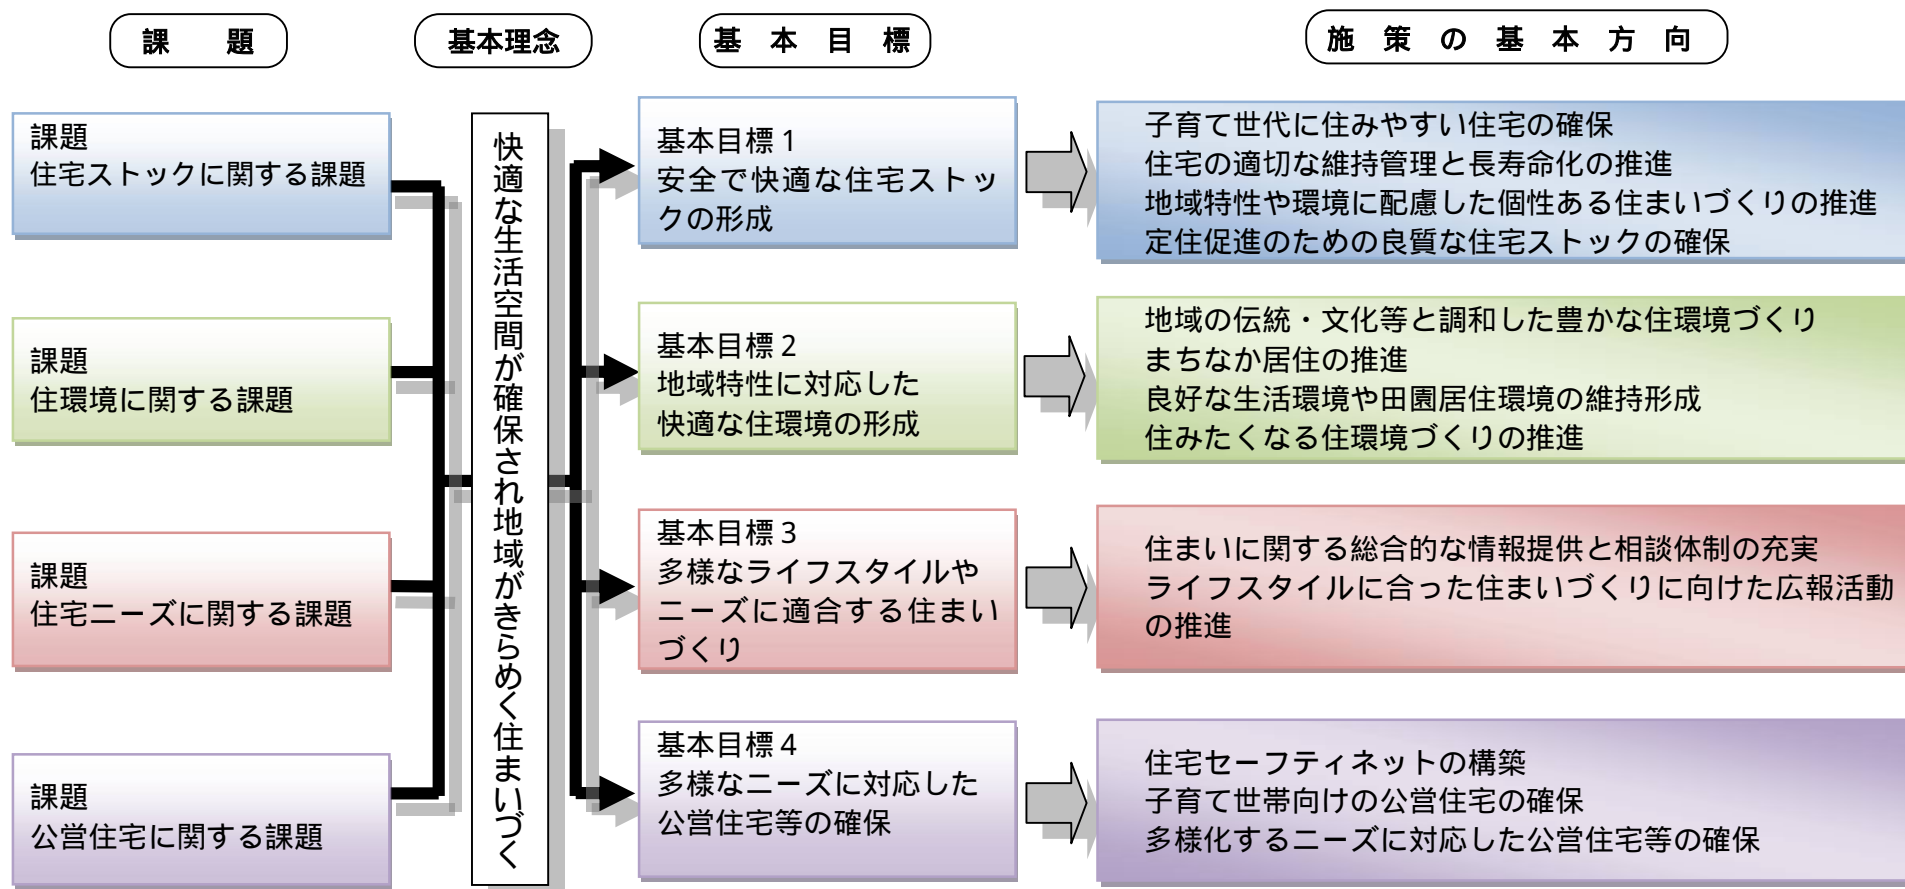 課題
基本理念
基本目標
施策の基本方向
課題
住宅ストックに関する課題
課題
住環境に関する課題
課題
住宅ニーズに関する課題
課題
公営住宅に関する課題
快適な生活空間が確保され地域がきらめく住まいづく
基本目標1
安全で快適な住宅ストッ
クの形成
基本目標2
地域特性に対応した
快適な住環境の形成
基本目標3
多様なライフスタイルや
ニーズに適合する住まい
づくり
基本目標4
多様なニーズに対応した
公営住宅等の確保
子育て世代に住みやすい住宅の確保
住宅の適切な維持管理と長寿命化の推進
地域特性や環境に配慮した個性ある住まいづくりの推進
定住促進のための良質な住宅ストックの確保
地域の伝統・文化等と調和した豊かな住環境づくり
まちなか居住の推進
良好な生活環境や田園居住環境の維持形成
住みたくなる住環境づくりの推進
住まいに関する総合的な情報提供と相談体制の充実
ライフスタイルに合った住まいづくりに向けた広報活動
の推進
住宅セーフティネットの構築
子育て世帯向けの公営住宅の確保
多様化するニーズに対応した公営住宅等の確保